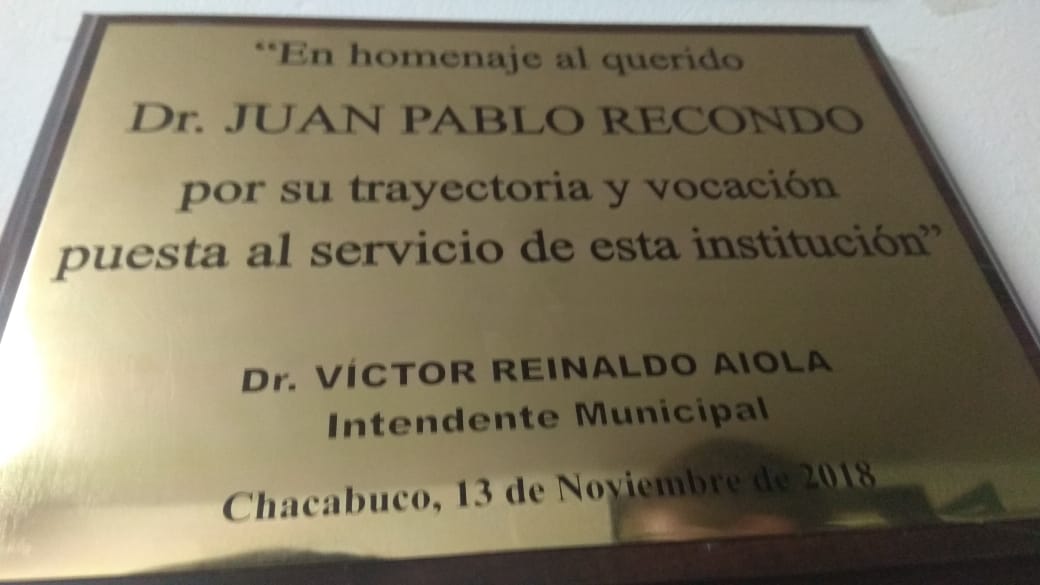 “En homenaje al querido
Dr. JUAN PABLO RECONDO
por su trayectoria y vocación
puesta al servicio de esta institución”
Dr. VÍCTOR REINALDO AIOLA
Intendente Municipal
Chacabuco, 13 de Noviembre de 2018